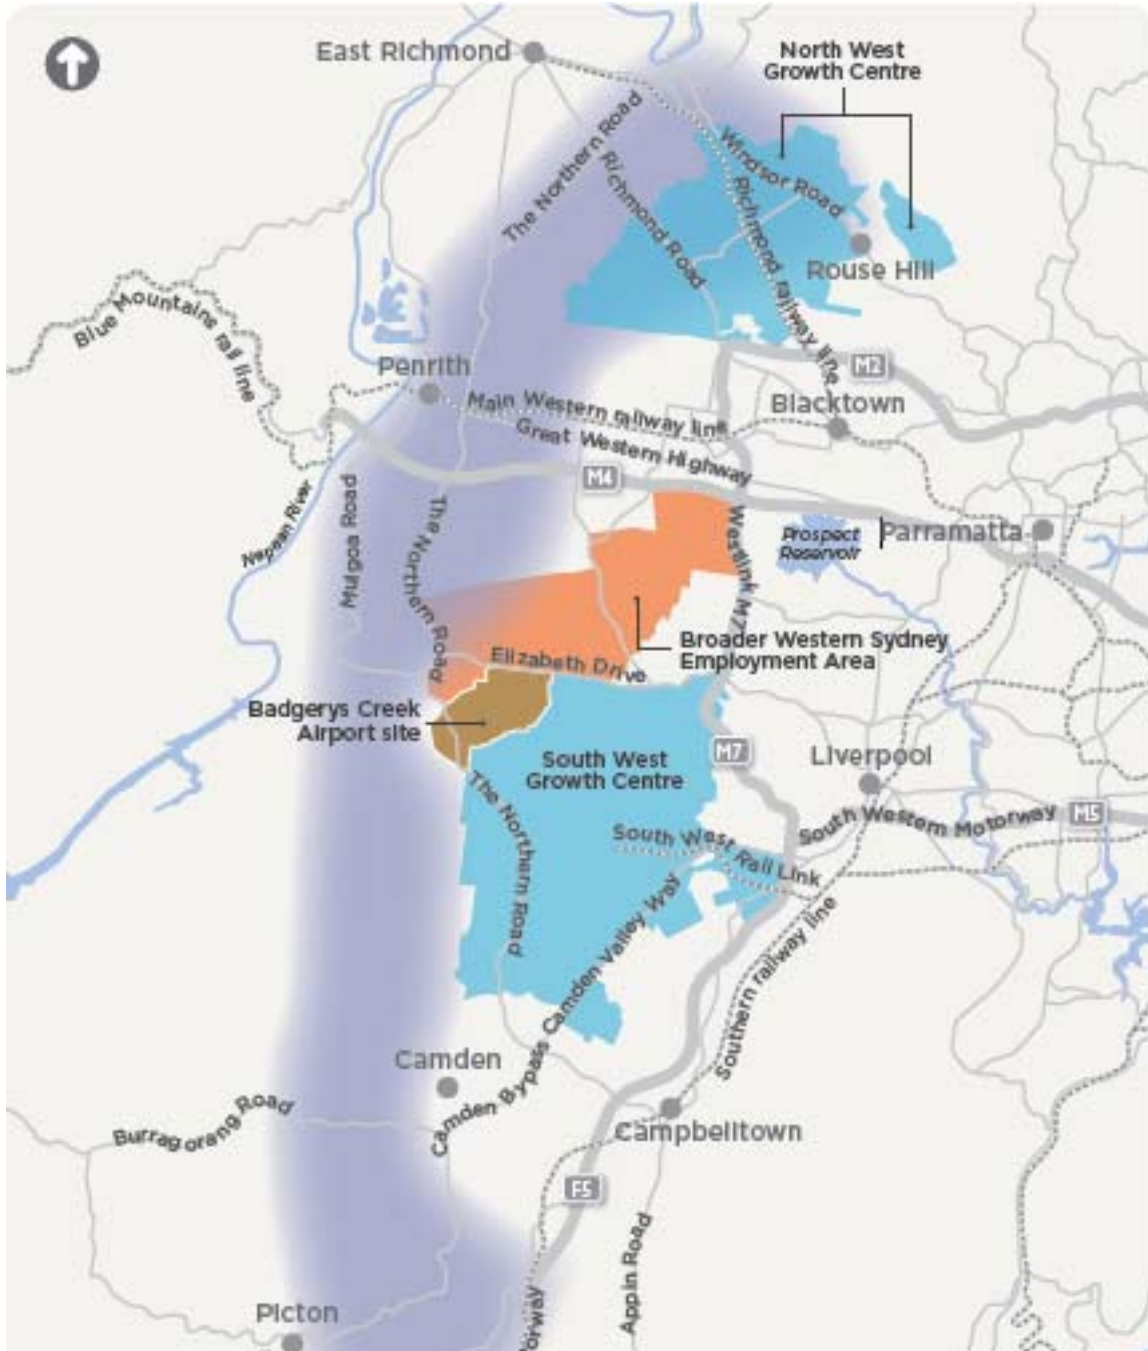 East Richmond
North West
Growth Centre
The Northern Road
Windsor Road
Richmond Road
Richmond railway line
Rouse Hill
Blue Mountains rail line
Penrith
M2
Main Western railway line
Blacktown
Great Western Highway
M4
Nepean River
Mulgoa Road
The Northern Road
Westlink M7
Prospect
Reservoir
Parramatta
Broader Western Sydney
Employment Area
Elizabeth Drive
Badgerys Creek
Airport site
South West
Growth Centre
M7
Liverpool
The Northern Road
South Western Motorway
M5
South West Rail Link
Camden Valley Way
Southern railway line
Camden
Camden Bypass
Burragorang Road
Campbelltown
F5
Appin Road
Picton
orway